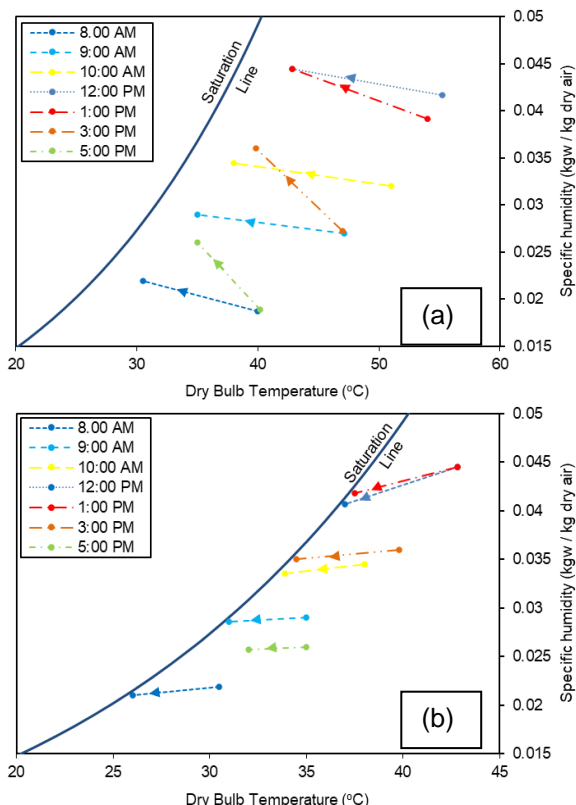 8.00 AM
9:00 AM
10:00 AM
12:00 PM
1:00 PM
3:00 PM
5:00 PM
Saturation
Line
(a)
0.05
0.045
0.04
0.035
0.03
0.025
0.02
0.015
Specific humidity (kgw / kg dry air)
20 30 40 50 60
Dry Bulb Temperature (oC)
8.00 AM
9:00 AM
10:00 AM
12:00 PM
1:00 PM
3:00 PM
5:00 PM
Saturation
Line
(b)
0.05
0.045
0.04
0.035
0.03
0.025
0.02
0.015
Specific humidity (kgw / kg dry air)
20 25 30 35 40 45
Dry Bulb Temperature (°C)